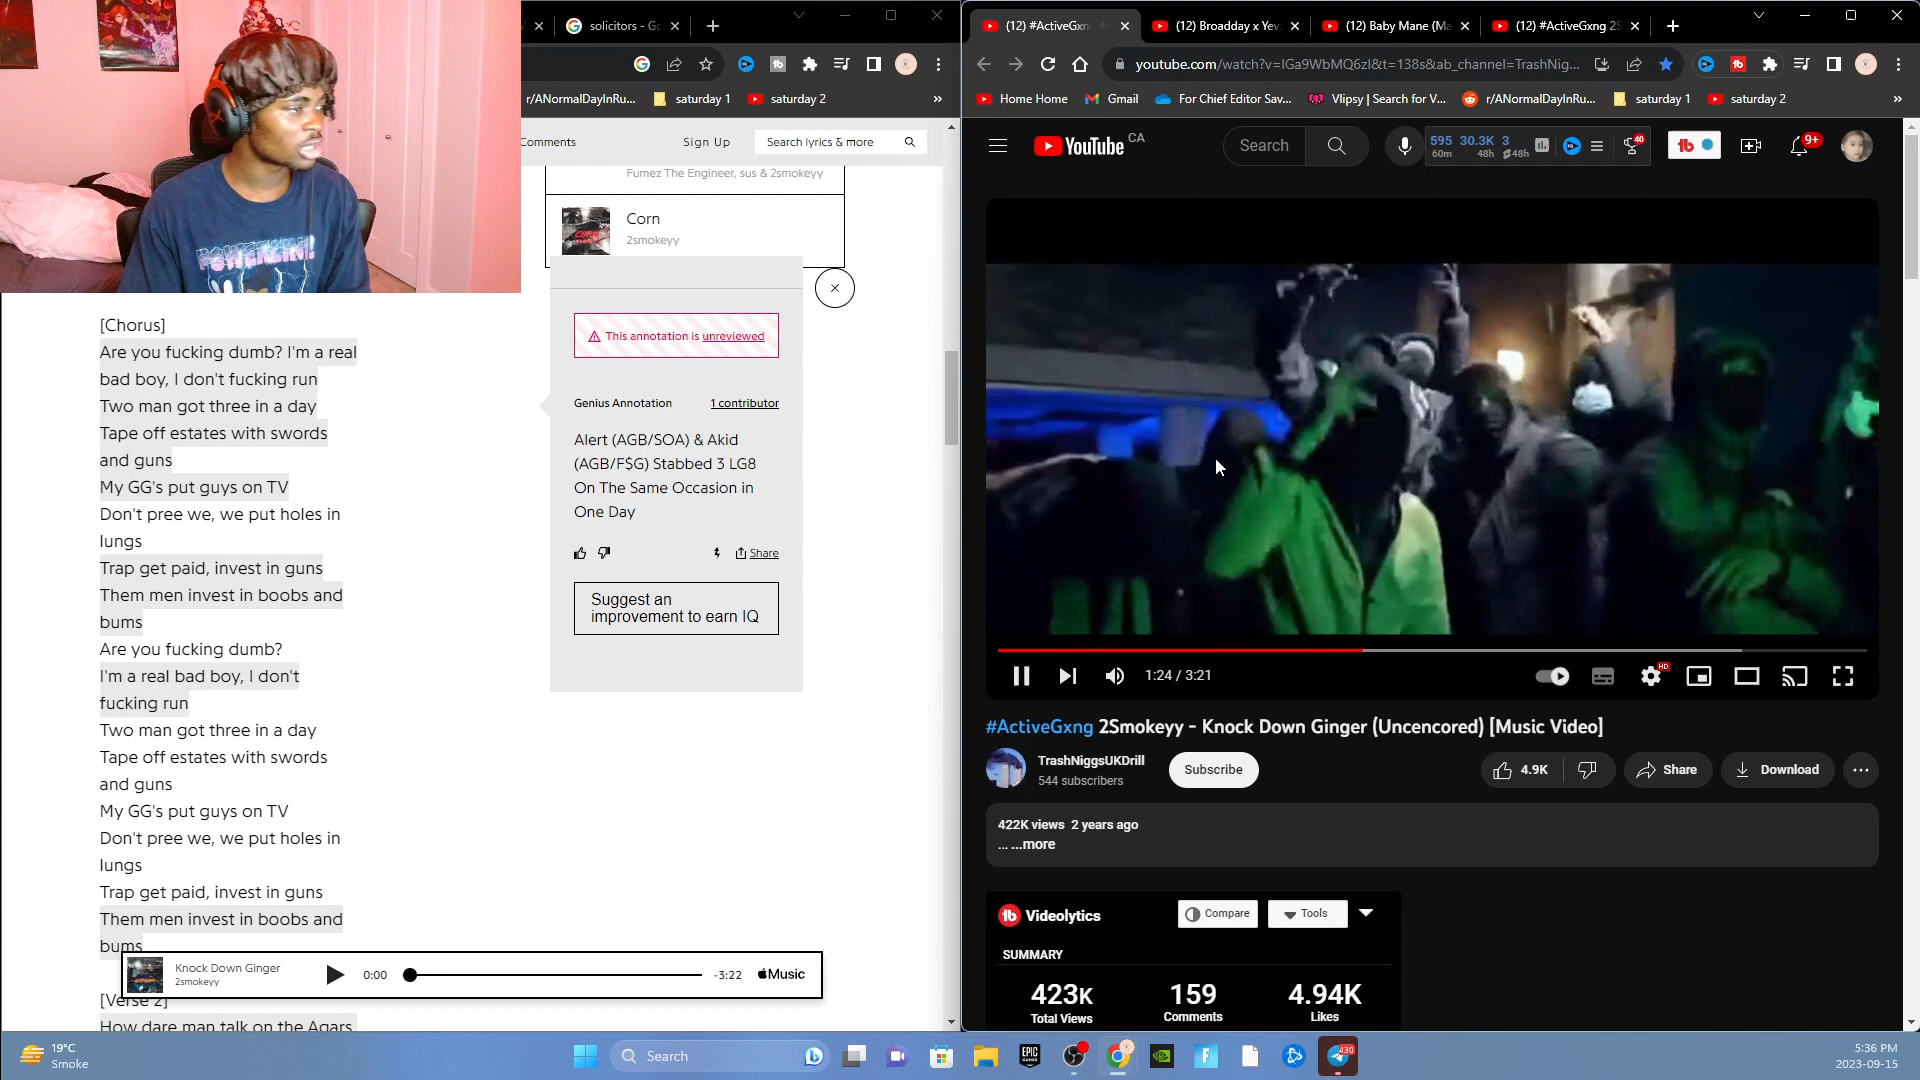 solicitors - Go
(12) #ActiveGxn
(12) Broadday x Yev
(12) Baby Mane (Ma
(12) #ActiveGxng 2S
youtube.com/watch?v=IGa9WbMQ6zI&t=138s&ab_channel=TrashNig...
r/ANormalDayInRu...
saturday 1
saturday 2
»
Home Home
Gmail
For Chief Editor Sav...
Vlipsy | Search for V...
r/ANormalDayInRu...
saturday 1
saturday 2
»
Comments
Sign Up
Search lyrics & more
Fumez The Engineer, sus & 2smokeyy
Corn
2smokeyy
POWERLINE!
[Chorus]
Are you fucking dumb? I'm a real
bad boy, I don't fucking run
Two man got three in a day
Tape off estates with swords
and guns
My GG's put guys on TV
Don't pree we, we put holes in
lungs
Trap get paid, invest in guns
Them men invest in boobs and
bums
Are you fucking dumb?
I'm a real bad boy, I don't
fucking run
Two man got three in a day
Tape off estates with swords
and guns
My GG's put guys on TV
Don't pree we, we put holes in
lungs
Trap get paid, invest in guns
Them men invest in boobs and
bums
[Verse 2]
How dare man talk on the Agars
This annotation is unreviewed
Genius Annotation
1 contributor
Alert (AGB/SOA) & Akid
(AGB/F$G) Stabbed 3 LG8
On The Same Occasion in
One Day
Share
Suggest an
improvement to earn IQ
Knock Down Ginger
2smokeyy
0:00
-3:22
Music
YouTube CA
Search
595 30.3K 3
60m 48h 48h
40
9+
1:24 / 3:21
HD
#ActiveGxng 2Smokeyy - Knock Down Ginger (Uncencored) [Music Video]
TrashNiggsUKDrill
544 subscribers
Subscribe
4.9K
Share
Download
422K views 2 years ago
... ...more
Videolytics
Compare
Tools
SUMMARY
423K
Total Views
159
Comments
4.94K
Likes
19°C
Smoke
Search
EPIC
GAMES
430
5:36 PM
2023-09-15